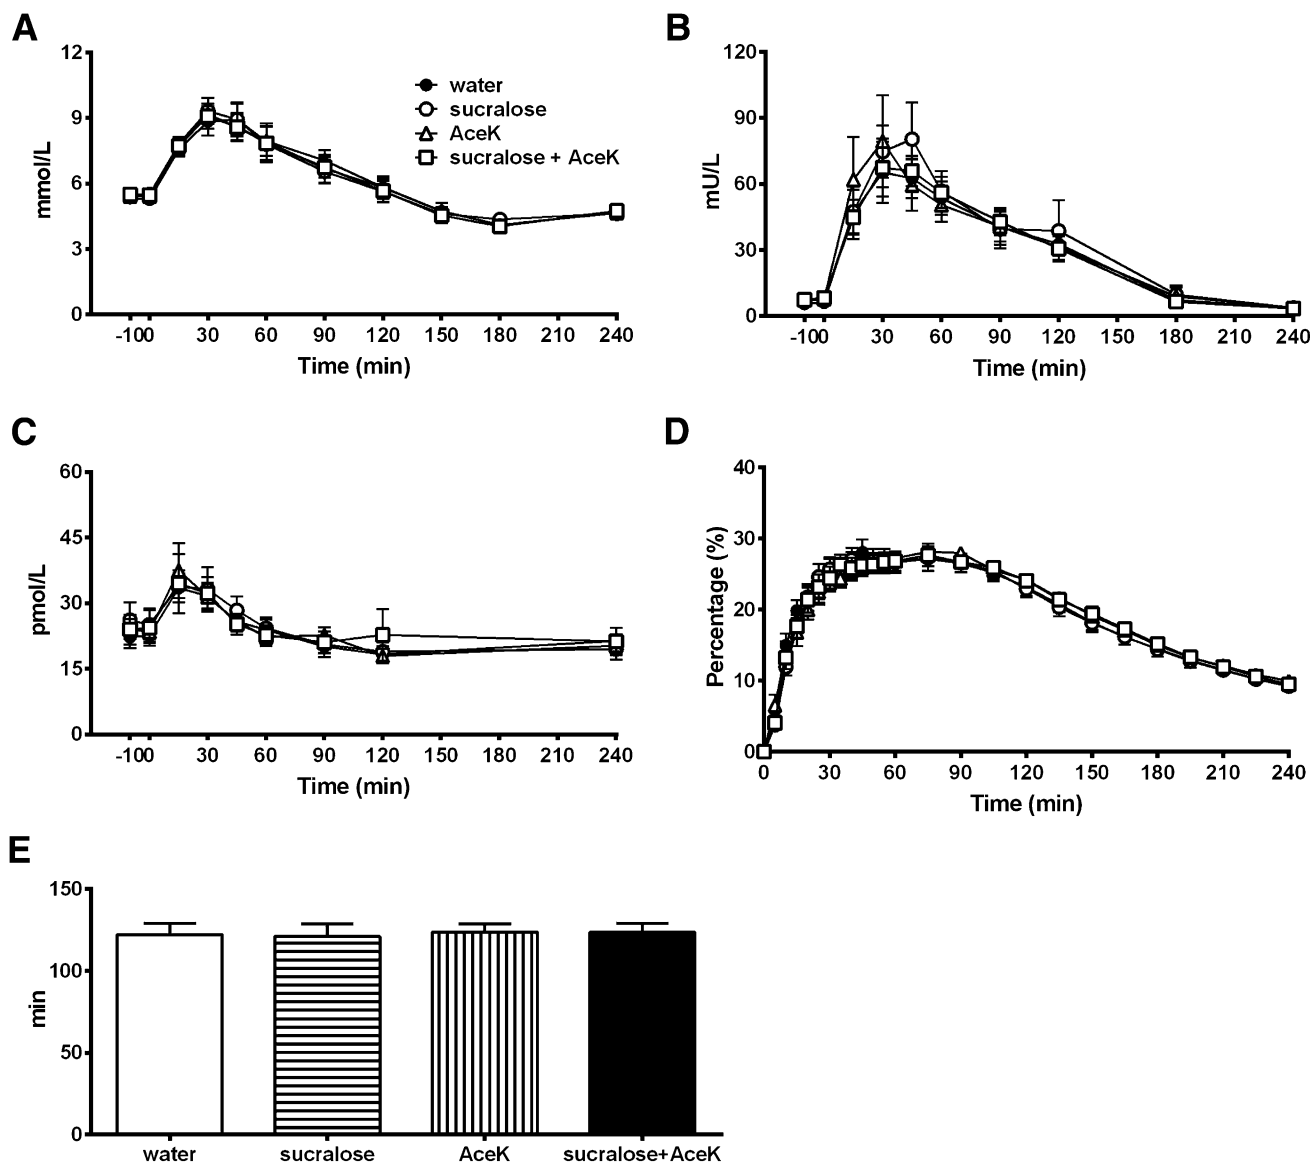 A
mmol/L
12
9
6
3
0
water
sucralose
AceK
sucralose + AceK
-100 30 60 90 120 150 180 210 240
Time (min)
B
mU/L
120
90
60
30
0
-100 30 60 90 120 150 180 210 240
Time (min)
C
pmol/L
60
45
30
15
0
-100 30 60 90 120 150 180 210 240
Time (min)
D
Percentage (%)
40
30
20
10
0
0 30 60 90 120 150 180 210 240
Time (min)
E
min
150
100
50
0
water sucralose AceK sucralose+AceK